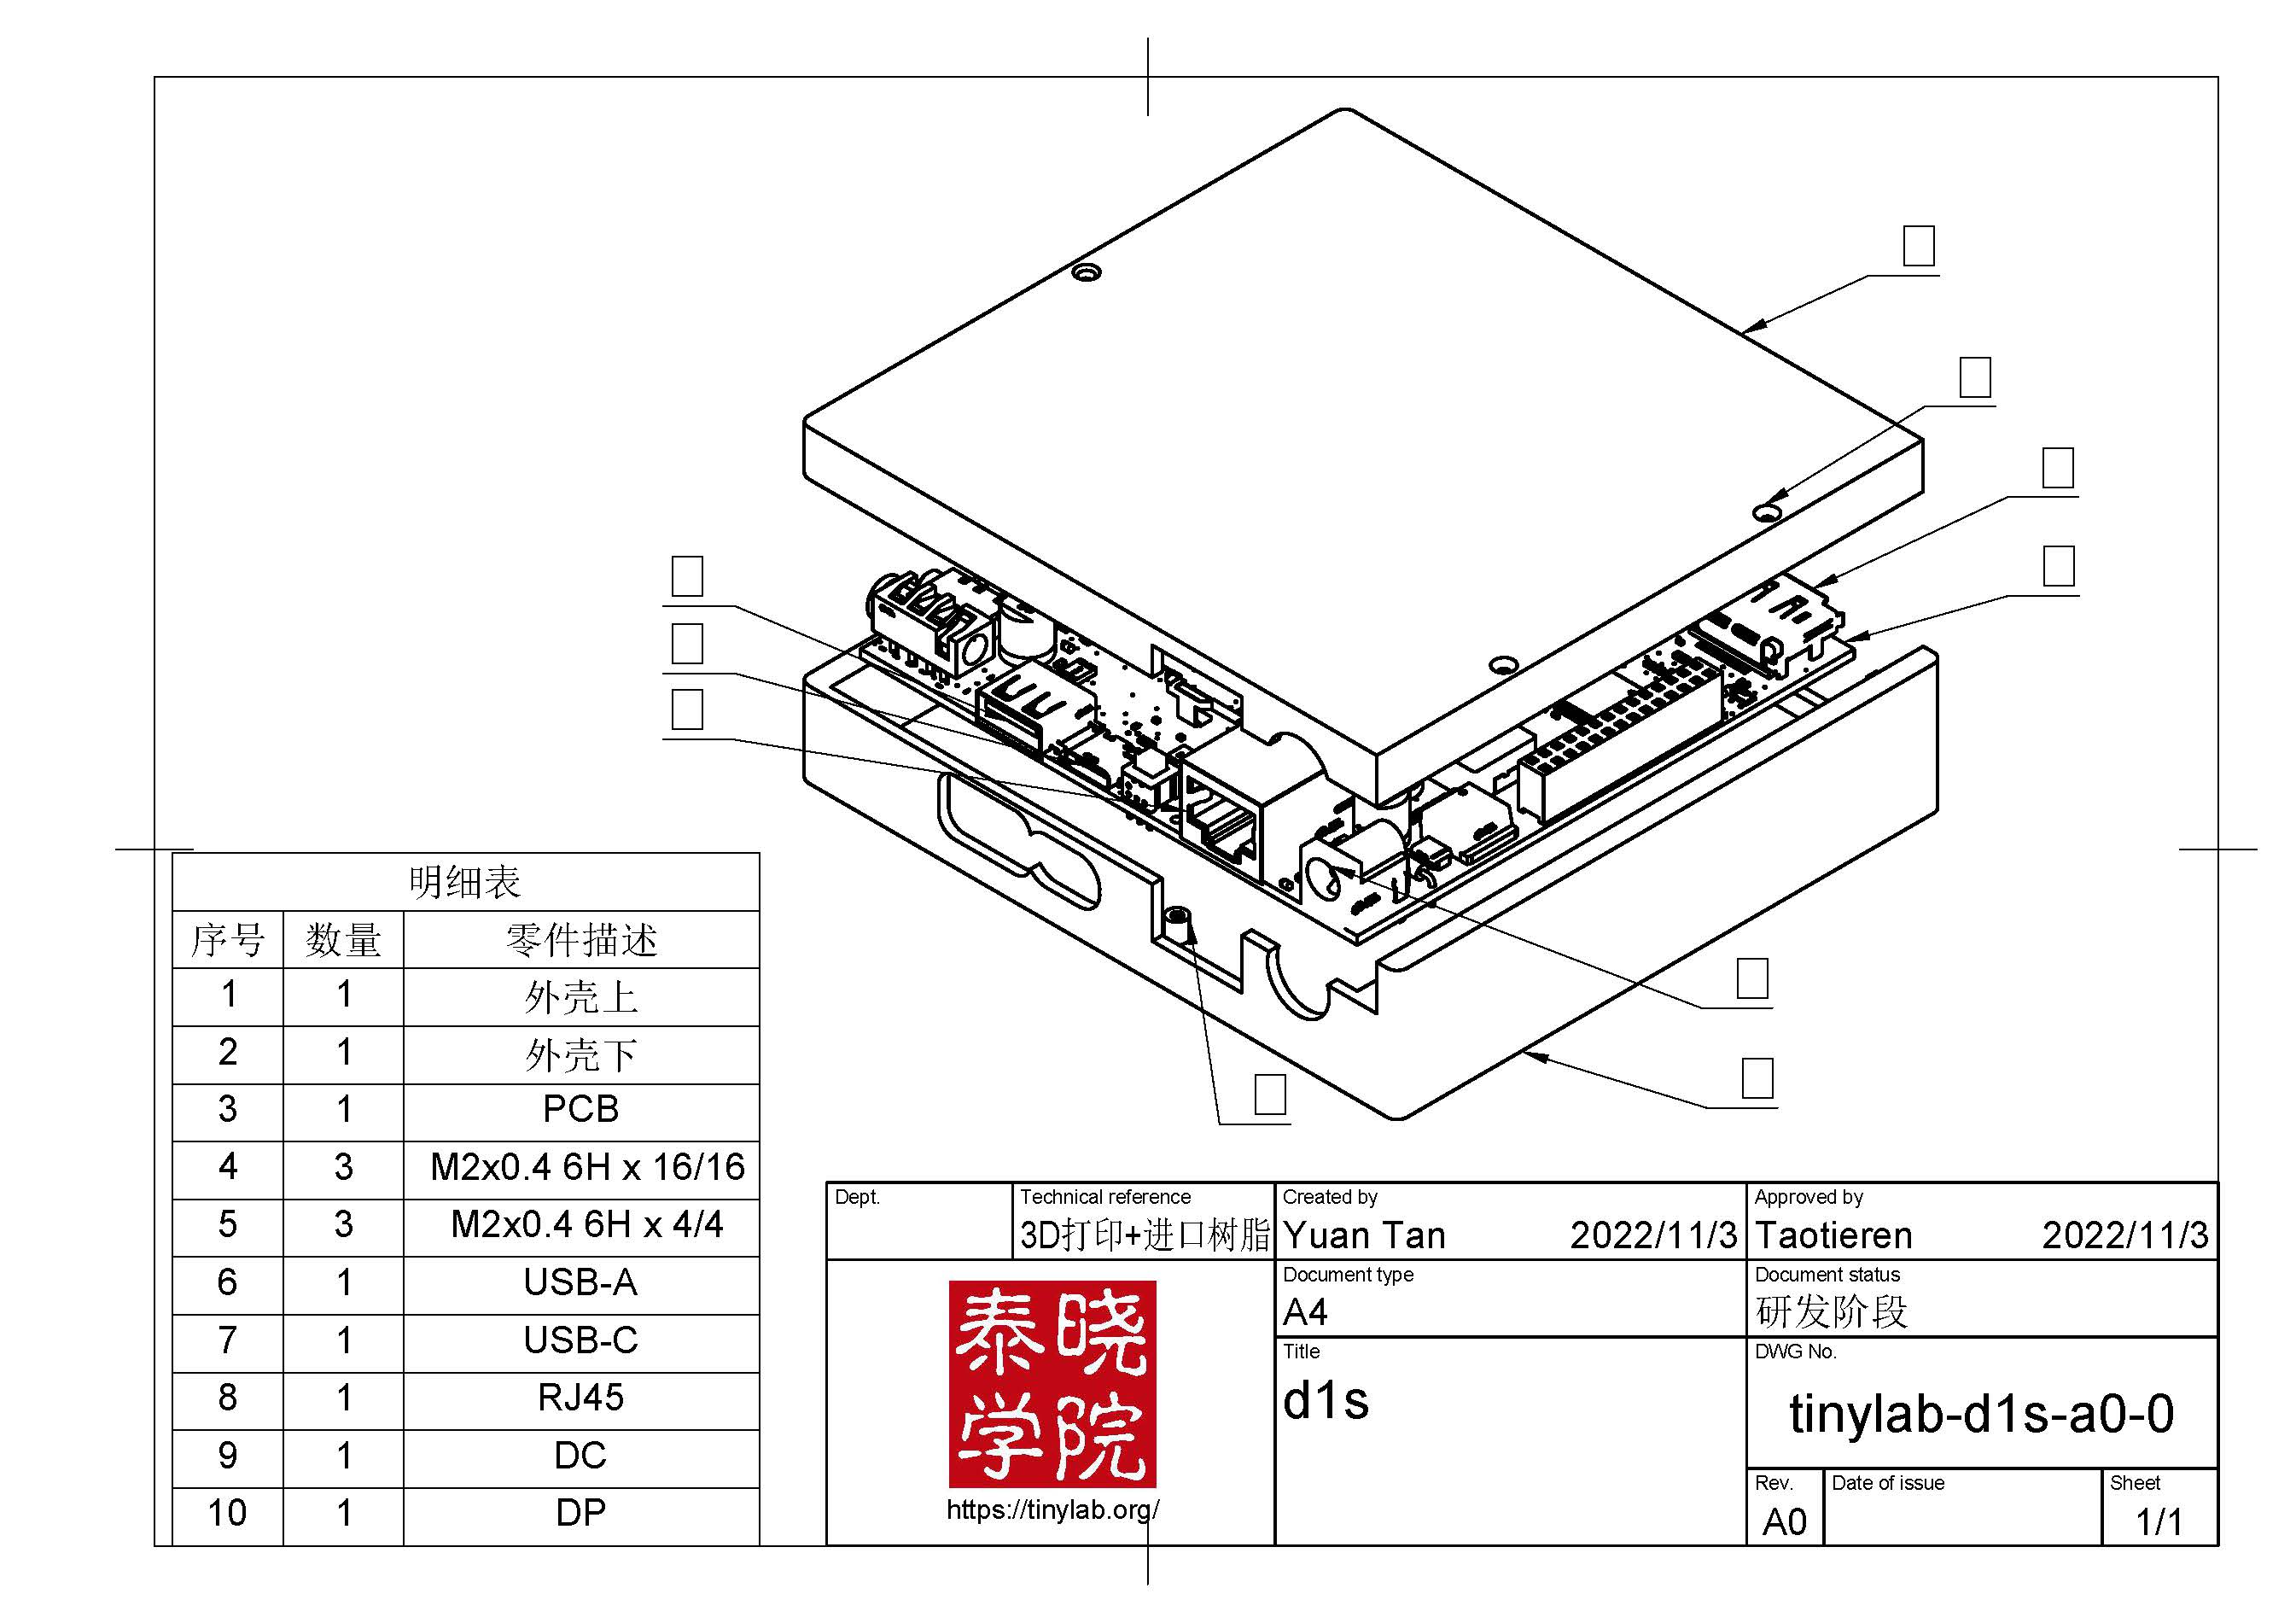 明细表
序号 数量 零件描述
1 1 外壳上
2 1 外壳下
3 1 PCB
4 3 M2x0.4 6H x 16/16
5 3 M2x0.4 6H x 4/4
6 1 USB-A
7 1 USB-C
8 1 RJ45
9 1 DC
10 1 DP
Dept. Technical reference Created by Approved by
3D打印+进口树脂 Yuan Tan 2022/11/3 Taotieren 2022/11/3
Document type Document status
A4 研发阶段
Title DWG No.
d1s tinylab-d1s-a0-0
泰晓
学院
https://tinylab.org/
Rev. Date of issue Sheet
A0 1/1